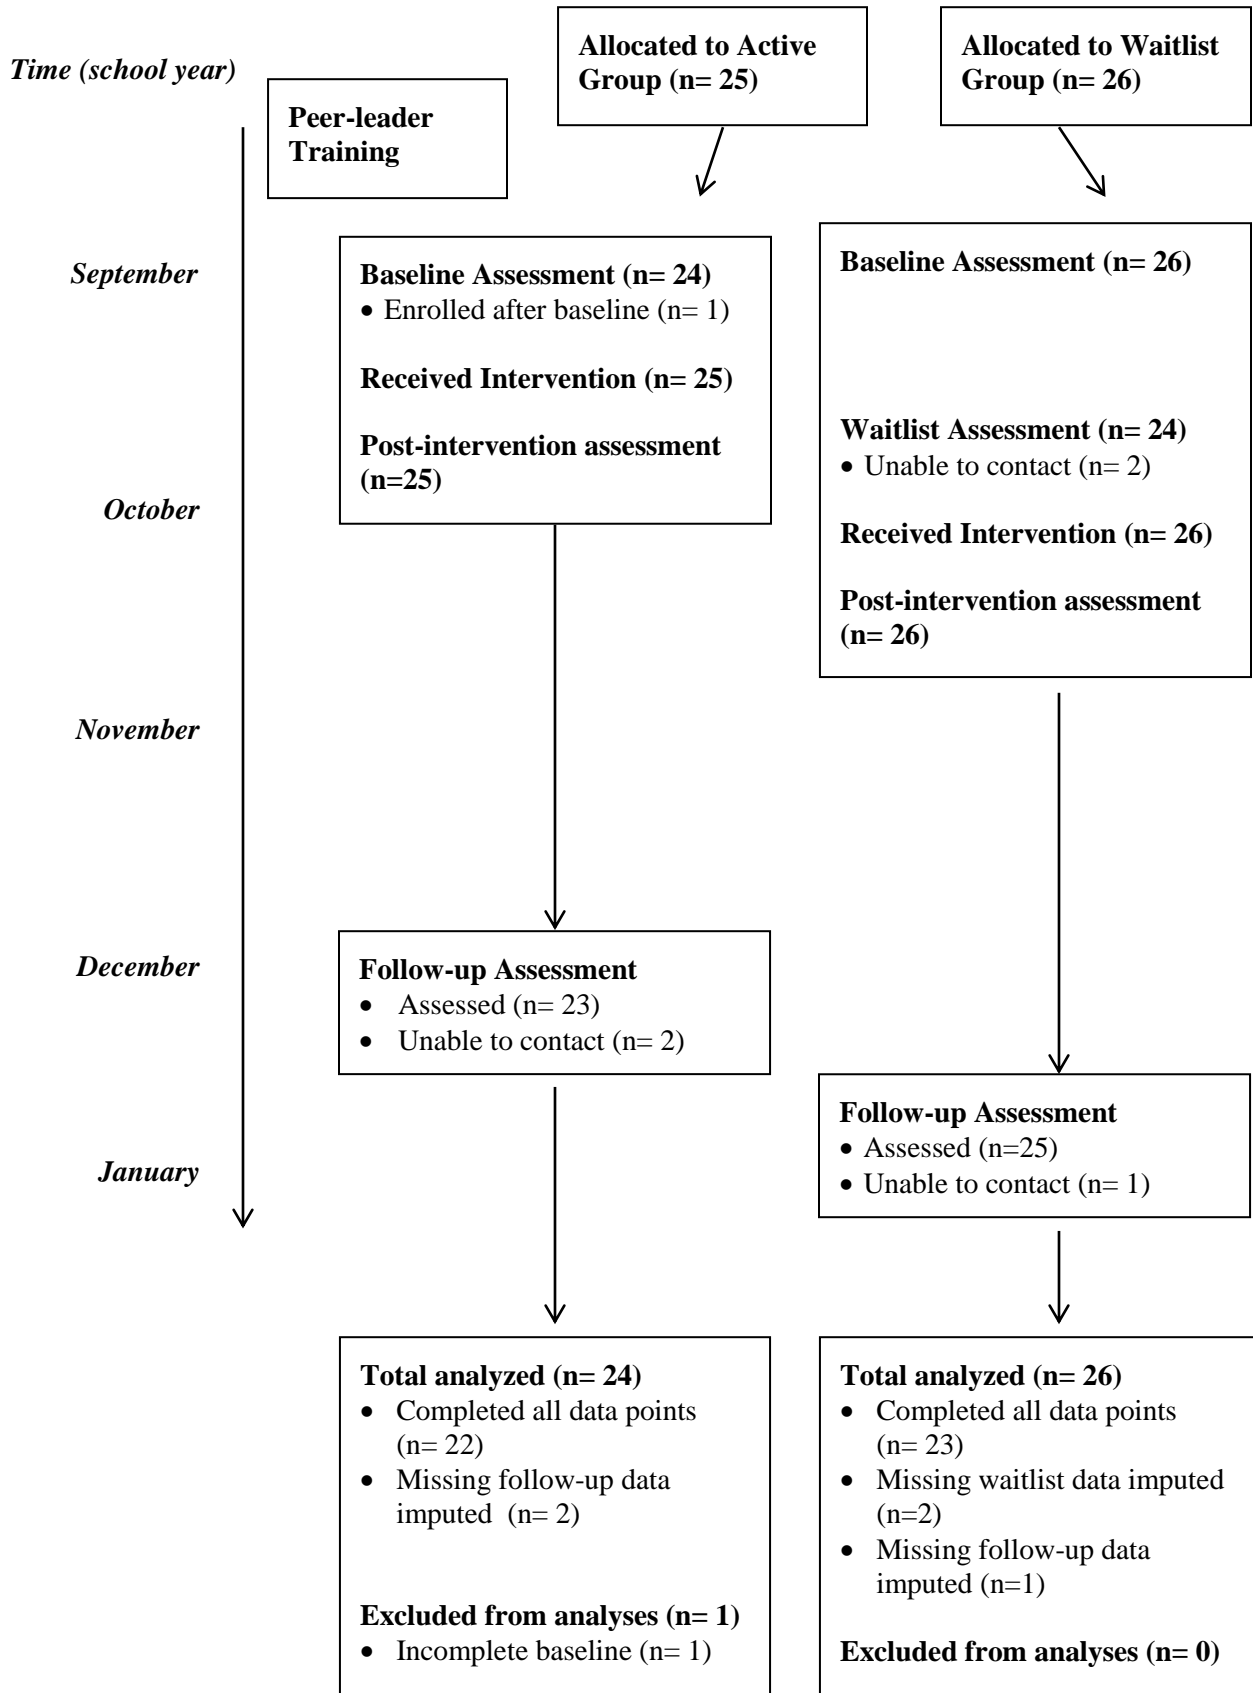 Time (school year)
Peer-leader
Training
Allocated to Active
Group (n= 25)
Allocated to Waitlist
Group (n= 26)
September
October
November
December
January
Baseline Assessment (n= 24)
• Enrolled after baseline (n= 1)
Received Intervention (n= 25)
Post-intervention assessment
(n=25)
Baseline Assessment (n= 26)
Waitlist Assessment (n= 24)
• Unable to contact (n= 2)
Received Intervention (n= 26)
Post-intervention assessment
(n= 26)
Follow-up Assessment
• Assessed (n= 23)
• Unable to contact (n= 2)
Follow-up Assessment
• Assessed (n=25)
• Unable to contact (n= 1)
Total analyzed (n= 24)
• Completed all data points
(n= 22)
• Missing follow-up data
imputed (n= 2)
Excluded from analyses (n= 1)
• Incomplete baseline (n= 1)
Total analyzed (n= 26)
• Completed all data points
(n= 23)
• Missing waitlist data imputed
(n=2)
• Missing follow-up data
imputed (n=1)
Excluded from analyses (n= 0)